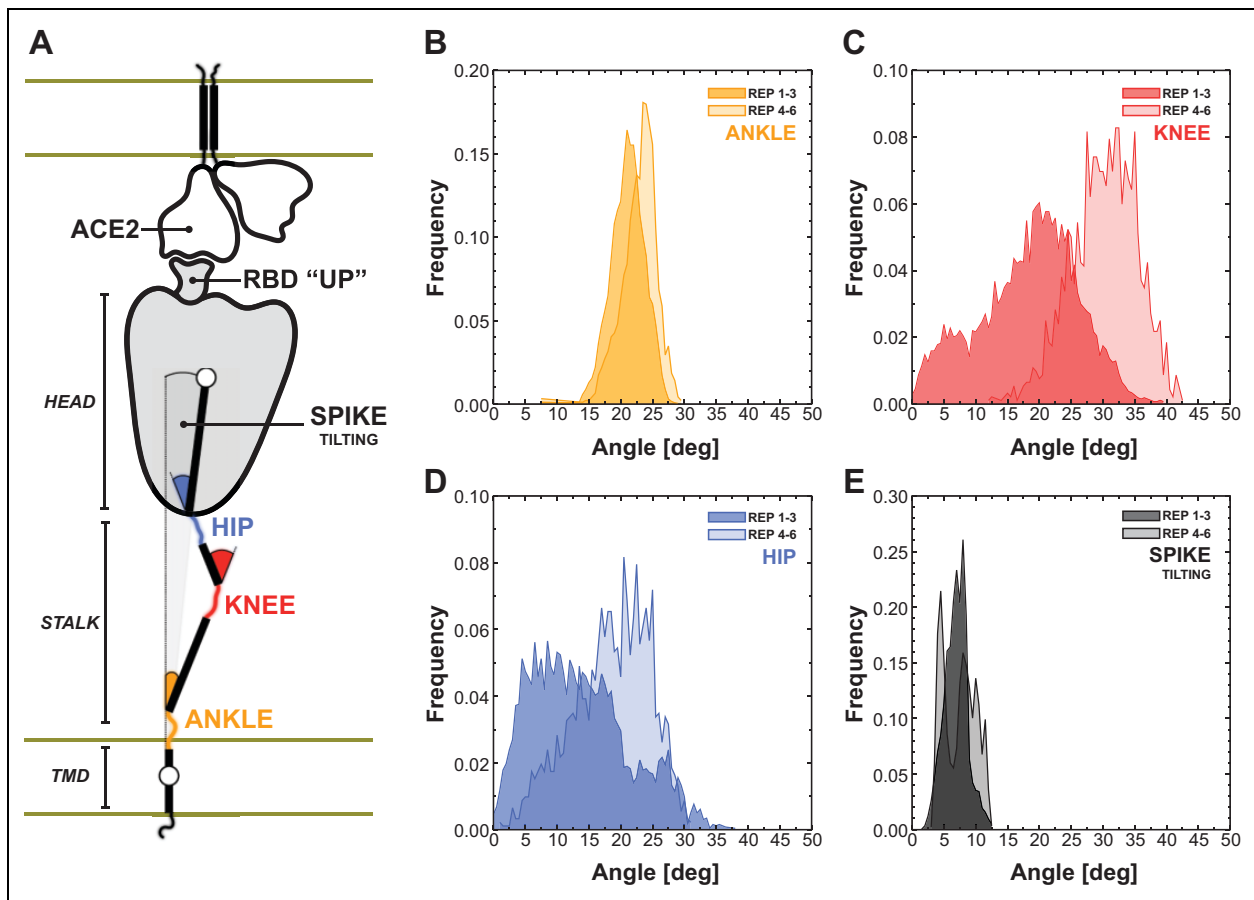 A
ACE2
RBD “UP”
HEAD
SPIKE
TILTING
HIP
KNEE
STALK
ANKLE
TMD
B
0.20
0.15
0.10
0.05
0.00
0 5 10 15 20 25 30 35 40 45 50
Frequency
Angle [deg]
REP 1-3
REP 4-6
ANKLE
C
0.10
0.08
0.06
0.04
0.02
0.00
0 5 10 15 20 25 30 35 40 45 50
Frequency
Angle [deg]
REP 1-3
REP 4-6
KNEE
D
0.10
0.08
0.06
0.04
0.02
0.00
0 5 10 15 20 25 30 35 40 45 50
Frequency
Angle [deg]
REP 1-3
REP 4-6
HIP
E
0.30
0.25
0.20
0.15
0.10
0.05
0.00
0 5 10 15 20 25 30 35 40 45 50
Frequency
Angle [deg]
REP 1-3
REP 4-6
SPIKE
TILTING